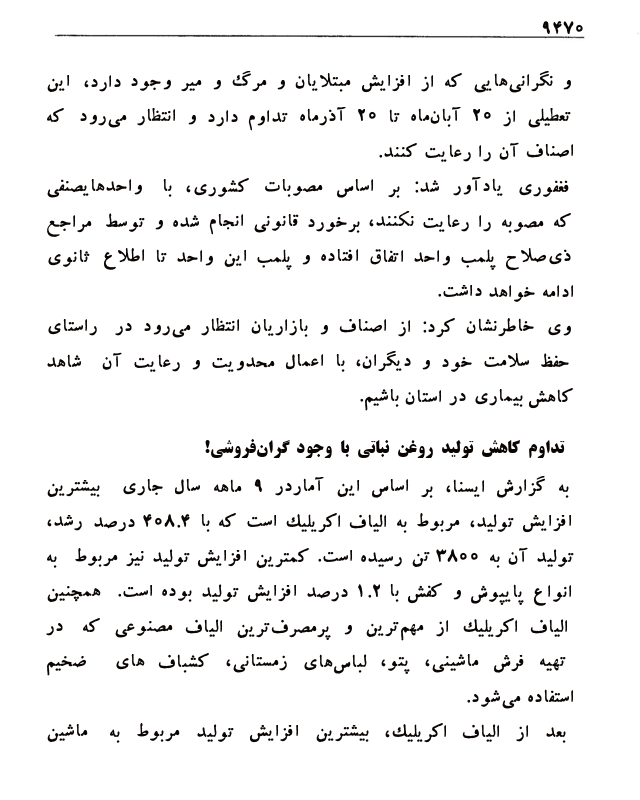 ۹۴۷۰
و نگرانی‌هایی که از افزایش مبتلایان و مرگ و میر وجود دارد، این
تعطیلی از ۲۰ آبان‌ماه تا ۲۰ آذرماه تداوم دارد و انتظار می‌رود که
اصناف آن را رعایت کنند.
فغفوری یادآور شد: بر اساس مصوبات کشوری، با واحدهایصنفی
که مصوبه را رعایت نکنند، برخورد قانونی انجام شده و توسط مراجع
ذی‌صلاح پلمب واحد اتفاق افتاده و پلمب این واحد تا اطلاع ثانوی
ادامه خواهد داشت.
وی خاطرنشان کرد: از اصناف و بازاریان انتظار می‌رود در راستای
حفظ سلامت خود و دیگران، با اعمال محدویت و رعایت آن شاهد
کاهش بیماری در استان باشیم.
تداوم کاهش تولید روغن نباتی با وجود گران‌فروشی!
به گزارش ایسنا، بر اساس این آماردر ۹ ماهه سال جاری بیشترین
افزایش تولید، مربوط به الیاف اکریلیك است که با ۴۰۸.۴ درصد رشد،
تولید آن به ۳۸۰۰ تن رسیده است. کمترین افزایش تولید نیز مربوط به
انواع پایپوش و کفش با ۱.۲ درصد افزایش تولید بوده است. همچنین
الیاف اکریلیك از مهم‌ترین و پرمصرف‌ترین الیاف مصنوعی که در
تهیه فرش ماشینی، پتو، لباس‌های زمستانی، کشباف های ضخیم
استفاده می‌شود.
بعد از الیاف اکریلیك، بیشترین افزایش تولید مربوط به ماشین